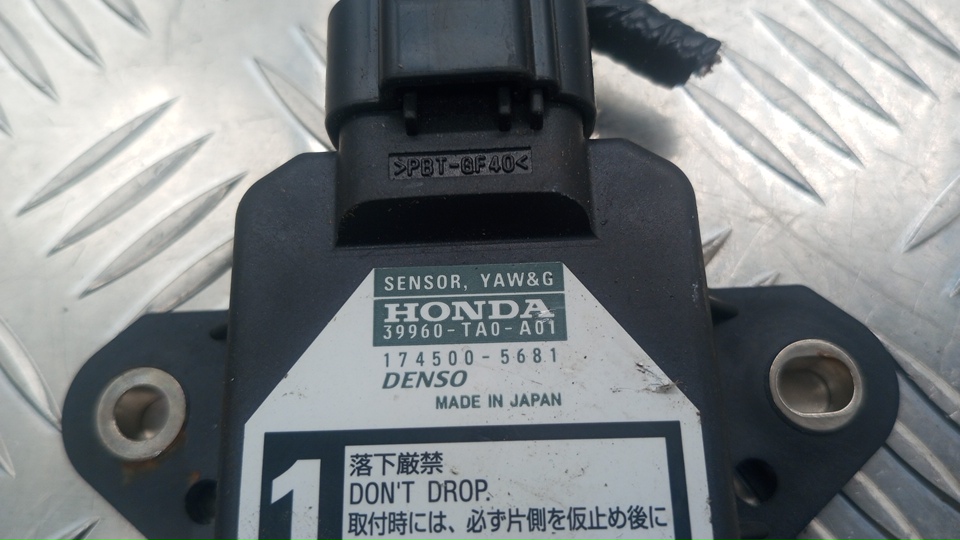 >PBT-GF40<
SENSOR, YAW&G
HONDA
39960-TA0-A01
174500-5681
DENSO
MADE IN JAPAN
1
落下厳禁
DON'T DROP.
取付時には、必ず片側を仮止め後に